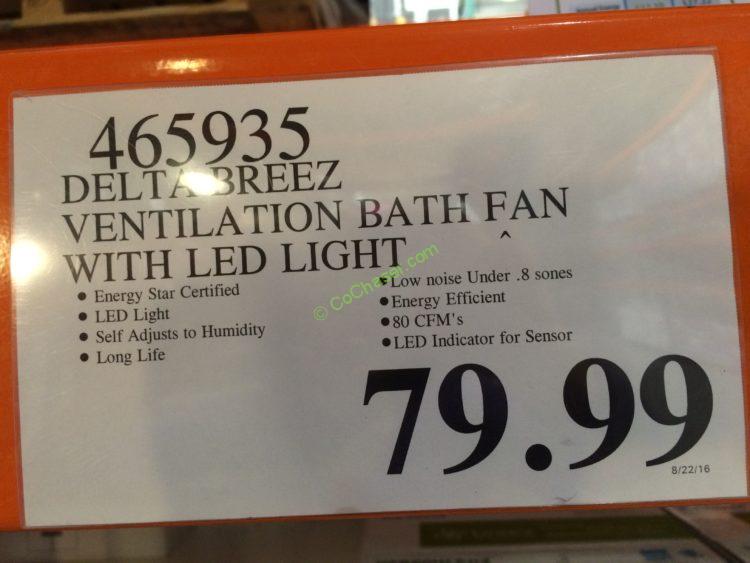 465935
DELTA BREEZ
VENTILATION BATH FAN
^
WITH LED LIGHT
• Energy Star Certified
• LED Light
• Self Adjusts to Humidity
• Long Life
• Low noise Under .8 sones
• Energy Efficient
• 80 CFM's
• LED Indicator for Sensor
79.99
8/22/16
© CoChaser.com